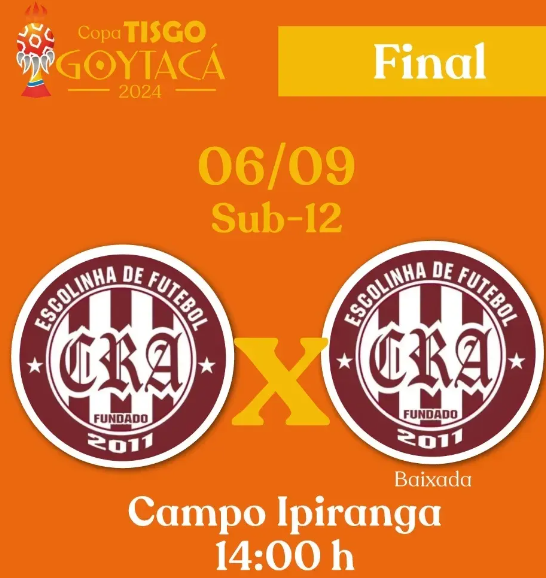 Copa TISGO
GOYTACÁ
2024
Final
06/09
Sub-12
ESCOLINHA DE FUTEBOL
CRA
FUNDADO
2011
X
ESCOLINHA DE FUTEBOL
CRA
FUNDADO
2011
Baixada
Campo Ipiranga
14:00 h